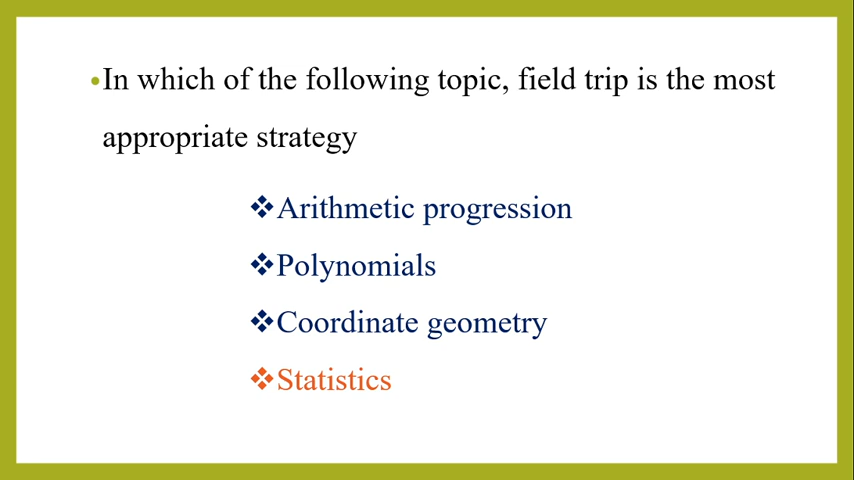 •In which of the following topic, field trip is the most
appropriate strategy
❖Arithmetic progression
❖Polynomials
❖Coordinate geometry
❖Statistics